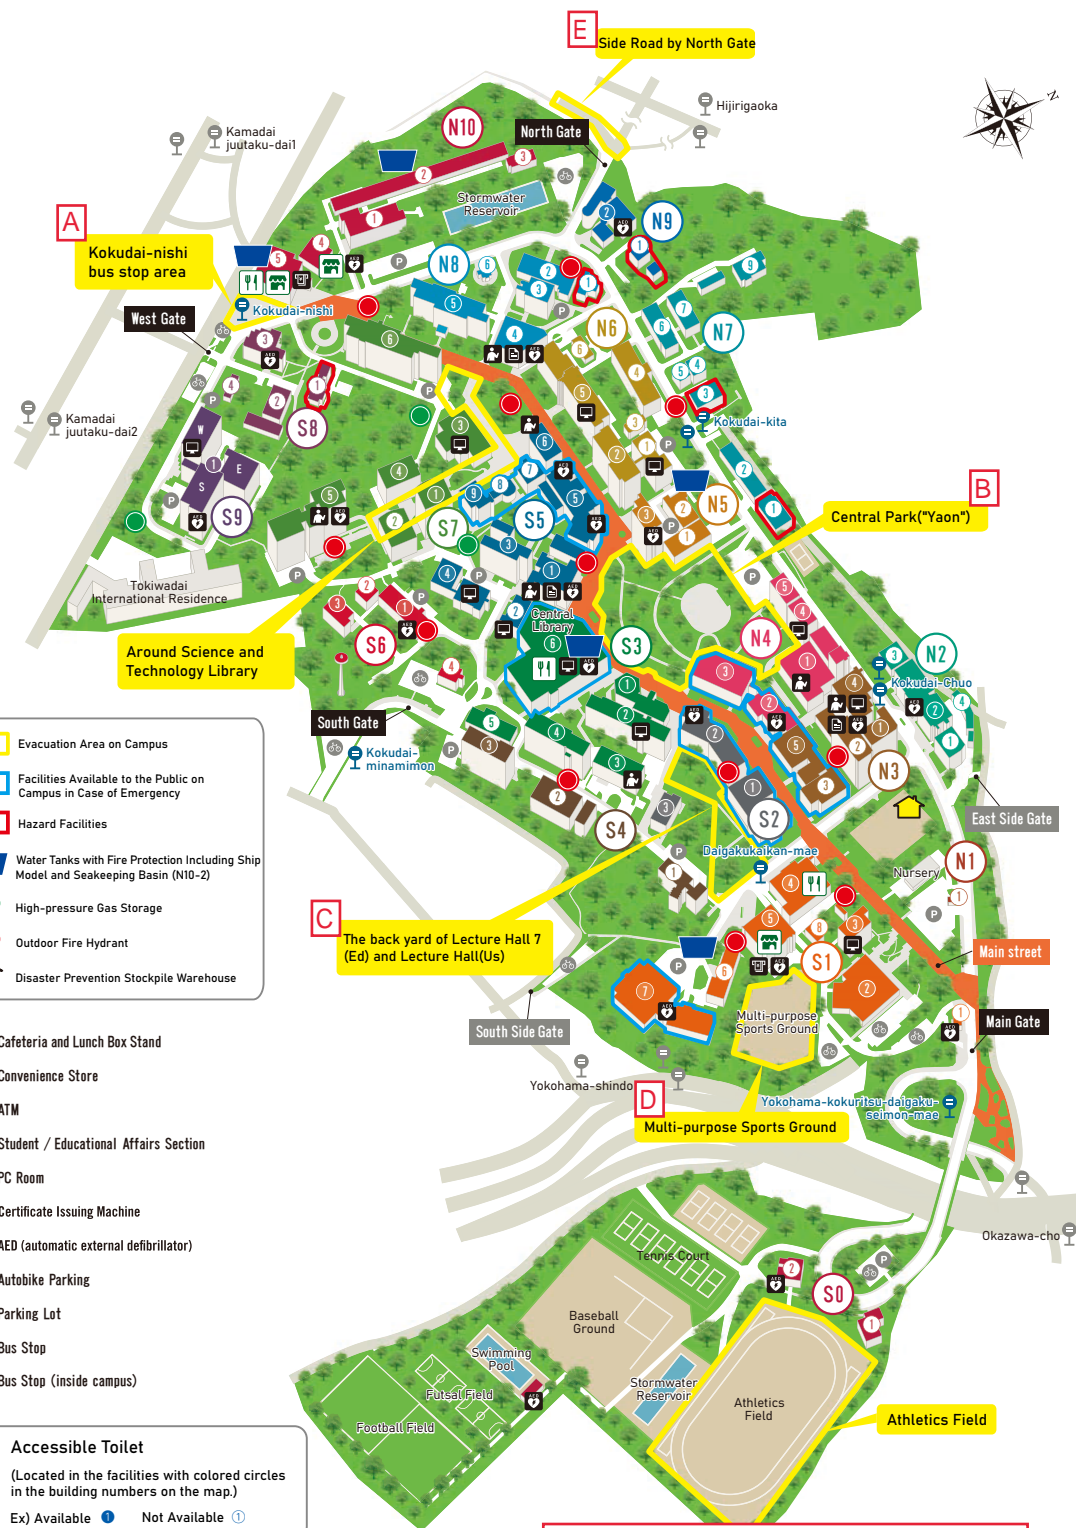 E
Side Road by North Gate
Hijirigaoka
N
Kamadai
juutaku-dai1
N10
North Gate
Stormwater
Reservoir
A
Kokudai-nishi
bus stop area
N9
N8
Kokudai-nishi
West Gate
N6
N7
Kamadai
juutaku-dai2
S8
Kokudai-kita
W
E
S
S9
B
Central Park("Yaon")
N5
S5
S7
Tokiwadai
International Residence
Central
Library
S6
S3
N4
N2
Around Science and
Technology Library
Kokudai-Chuo
South Gate
Kokudai-
minamimon
N3
S4
S2
East Side Gate
Daigakukaikan-mae
Nursery
N1
Evacuation Area on Campus
Facilities Available to the Public on
Campus in Case of Emergency
Hazard Facilities
Water Tanks with Fire Protection Including Ship
Model and Seakeeping Basin (N10-2)
High-pressure Gas Storage
Outdoor Fire Hydrant
Disaster Prevention Stockpile Warehouse
C
The back yard of Lecture Hall 7
(Ed) and Lecture Hall(Us)
S1
Main street
South Side Gate
Multi-purpose
Sports Ground
Main Gate
Cafeteria and Lunch Box Stand
Convenience Store
ATM
Student / Educational Affairs Section
PC Room
Certificate Issuing Machine
AED (automatic external defibrillator)
Autobike Parking
Parking Lot
Bus Stop
Bus Stop (inside campus)
Yokohama-shindo
D
Multi-purpose Sports Ground
Yokohama-kokuritsu-daigaku-
seimon-mae
Okazawa-cho
Tennis Court
S0
Baseball
Ground
Swimming
Pool
Futsal Field
Football Field
Stormwater
Reservoir
Athletics
Field
Athletics Field
Accessible Toilet
(Located in the facilities with colored circles
in the building numbers on the map.)
Ex) Available 1 Not Available 1